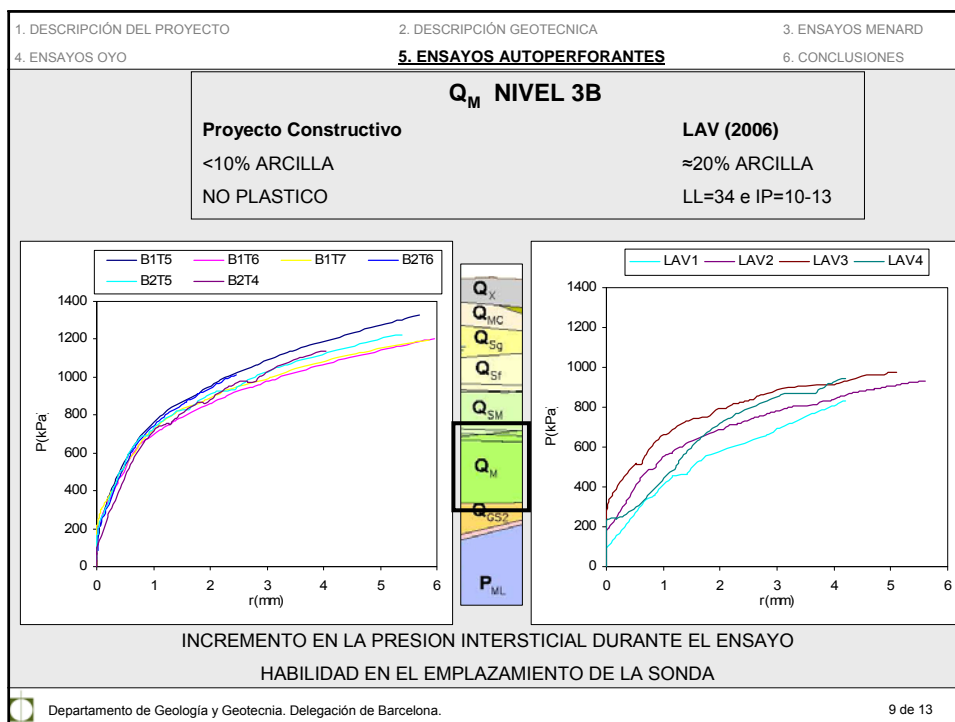 1. DESCRIPCIÓN DEL PROYECTO 2. DESCRIPCIÓN GEOTECNICA 3. ENSAYOS MENARD
4. ENSAYOS OYO 5. ENSAYOS AUTOPERFORANTES 6. CONCLUSIONES
QM NIVEL 3B
Proyecto Constructivo LAV (2006)
<10% ARCILLA ≈20% ARCILLA
NO PLASTICO LL=34 e IP=10-13
B1T5 B1T6 B1T7 B2T6
B2T5 B2T4
1400
1200
1000
800
600
400
200
0
P(kPa)
0 1 2 3 4 5 6
r(mm)
QX
QMC
QSg
QSf
QSM
QM
QGS2
PML
LAV1 LAV2 LAV3 LAV4
1400
1200
1000
800
600
400
200
0
P(kPa)
0 1 2 3 4 5 6
r(mm)
INCREMENTO EN LA PRESION INTERSTICIAL DURANTE EL ENSAYO
HABILIDAD EN EL EMPLAZAMIENTO DE LA SONDA
Departamento de Geología y Geotecnia. Delegación de Barcelona. 9 de 13